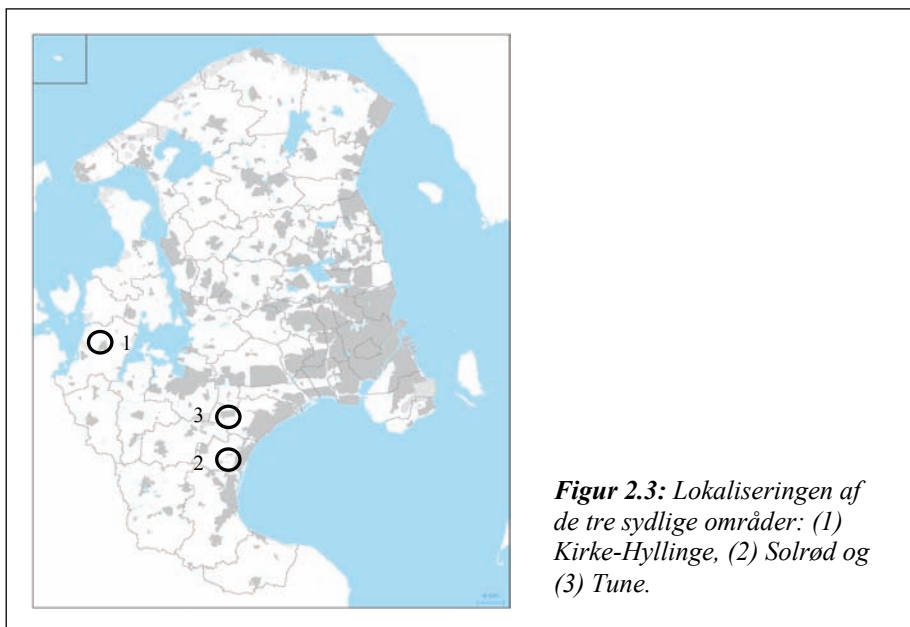 1
3
2
Figur 2.3: Lokaliseringen af
de tre sydlige områder: (1)
Kirke-Hyllinge, (2) Solrød og
(3) Tune.